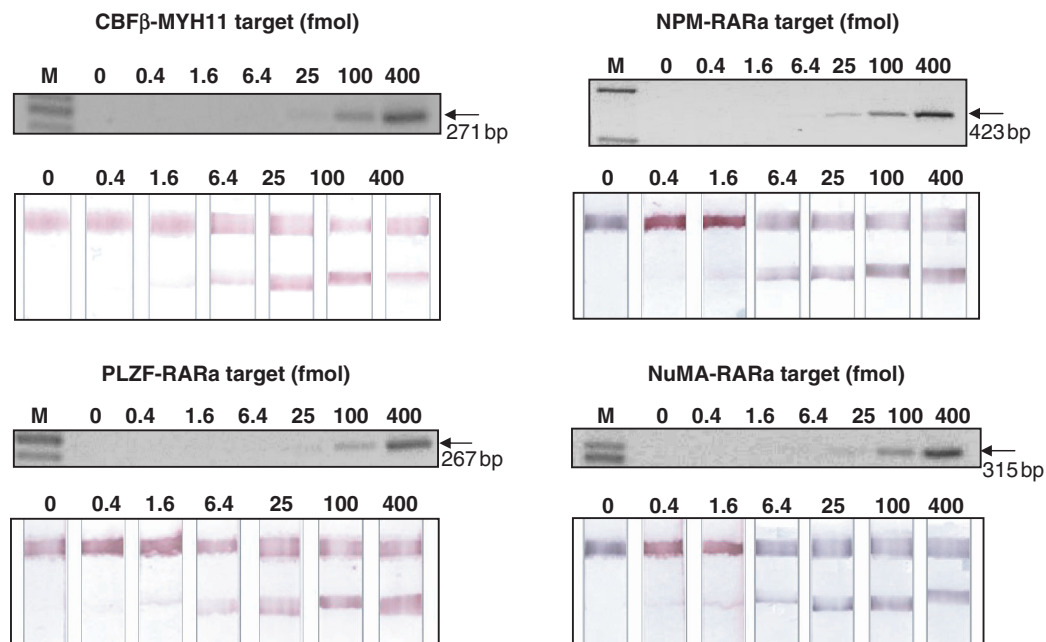 CBFβ-MYH11 target (fmol)
M 0 0.4 1.6 6.4 25 100 400
271 bp
0 0.4 1.6 6.4 25 100 400
NPM-RARa target (fmol)
M 0 0.4 1.6 6.4 25 100 400
423 bp
0 0.4 1.6 6.4 25 100 400
PLZF-RARa target (fmol)
M 0 0.4 1.6 6.4 25 100 400
267 bp
0 0.4 1.6 6.4 25 100 400
NuMA-RARa target (fmol)
M 0 0.4 1.6 6.4 25 100 400
315 bp
0 0.4 1.6 6.4 25 100 400